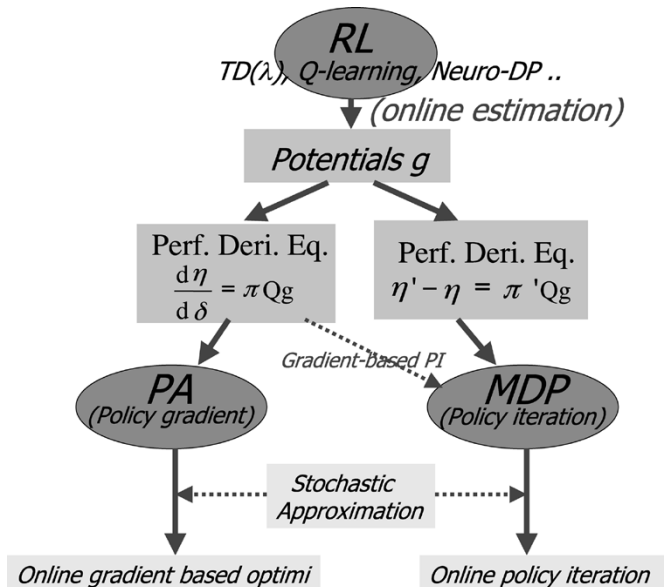 RL
TD(λ), Q-learning, Neuro-DP ..
(online estimation)
Potentials g
Perf. Deri. Eq.
dη
dδ
= πQg
Perf. Deri. Eq.
η' − η = π 'Qg
Gradient-based PI
PA
(Policy gradient)
MDP
(Policy iteration)
Stochastic
Approximation
Online gradient based optimi
Online policy iteration